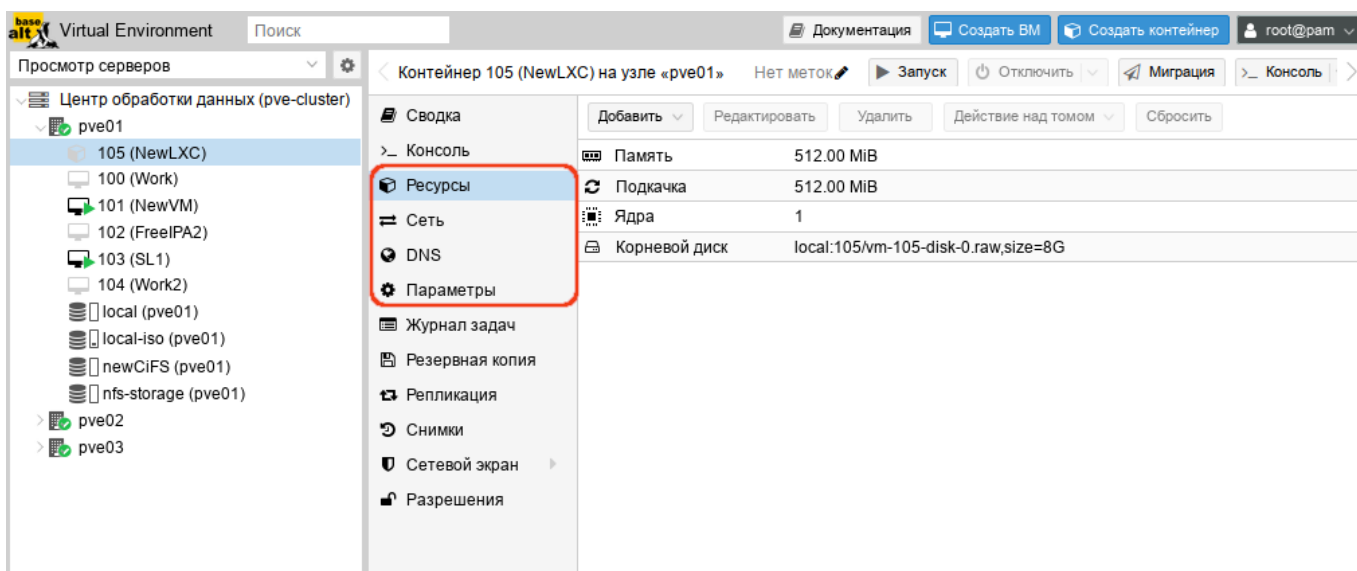 base
alt Virtual Environment Поиск Документация Создать ВМ Создать контейнер root@pam
Просмотр серверов
Контейнер 105 (NewLXC) на узле «pve01» Нет меток Запуск Отключить Миграция >_ Консоль
Центр обработки данных (pve-cluster)
pve01
105 (NewLXC)
100 (Work)
101 (NewVM)
102 (FreeIPA2)
103 (SL1)
104 (Work2)
local (pve01)
local-iso (pve01)
newCiFS (pve01)
nfs-storage (pve01)
pve02
pve03
Сводка
>_ Консоль
Ресурсы
Сеть
DNS
Параметры
Журнал задач
Резервная копия
Репликация
Снимки
Сетевой экран
Разрешения
Добавить Редактировать Удалить Действие над томом Сбросить
Память 512.00 MiB
Подкачка 512.00 MiB
Ядра 1
Корневой диск local:105/vm-105-disk-0.raw,size=8G